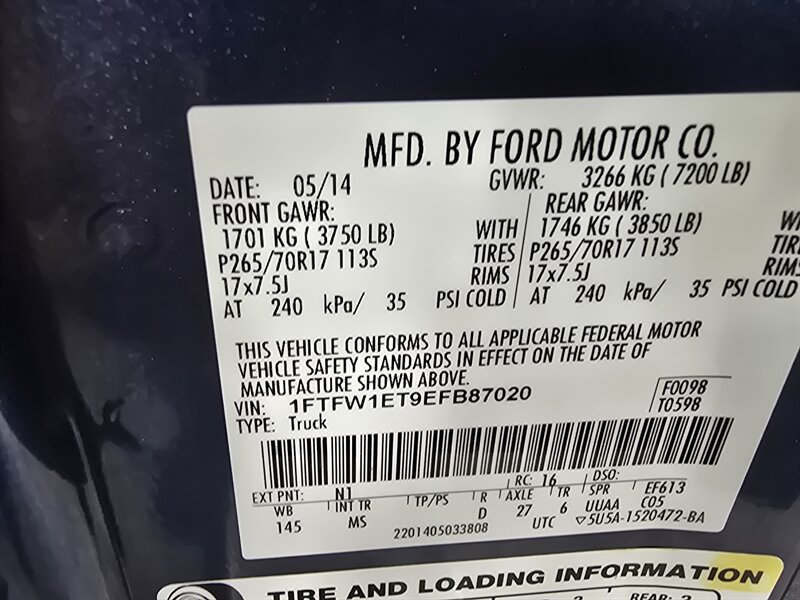 MFD. BY FORD MOTOR CO.
DATE: 05/14 GVWR: 3266 KG ( 7200 LB)
FRONT GAWR: REAR GAWR:
1701 KG ( 3750 LB) WITH 1746 KG ( 3850 LB)
P265/70R17 113S TIRES P265/70R17 113S
17x7.5J RIMS 17x7.5J RIMS
AT 240 kPa/ 35 PSI COLD AT 240 kPa/ 35 PSI COLD
THIS VEHICLE CONFORMS TO ALL APPLICABLE FEDERAL MOTOR
VEHICLE SAFETY STANDARDS IN EFFECT ON THE DATE OF
MANUFACTURE SHOWN ABOVE.
VIN: 1FTFW1ET9EFB87020 F0098
TYPE: Truck T0598
EXT PNT: N1 RC: 16 DSO:
WB INT TR TP/PS R AXLE TR SPR EF613
145 MS D 27 6 UUAA C05
2201405033808 UTC ▽5U5A-1520472-BA
TIRE AND LOADING INFORMATION